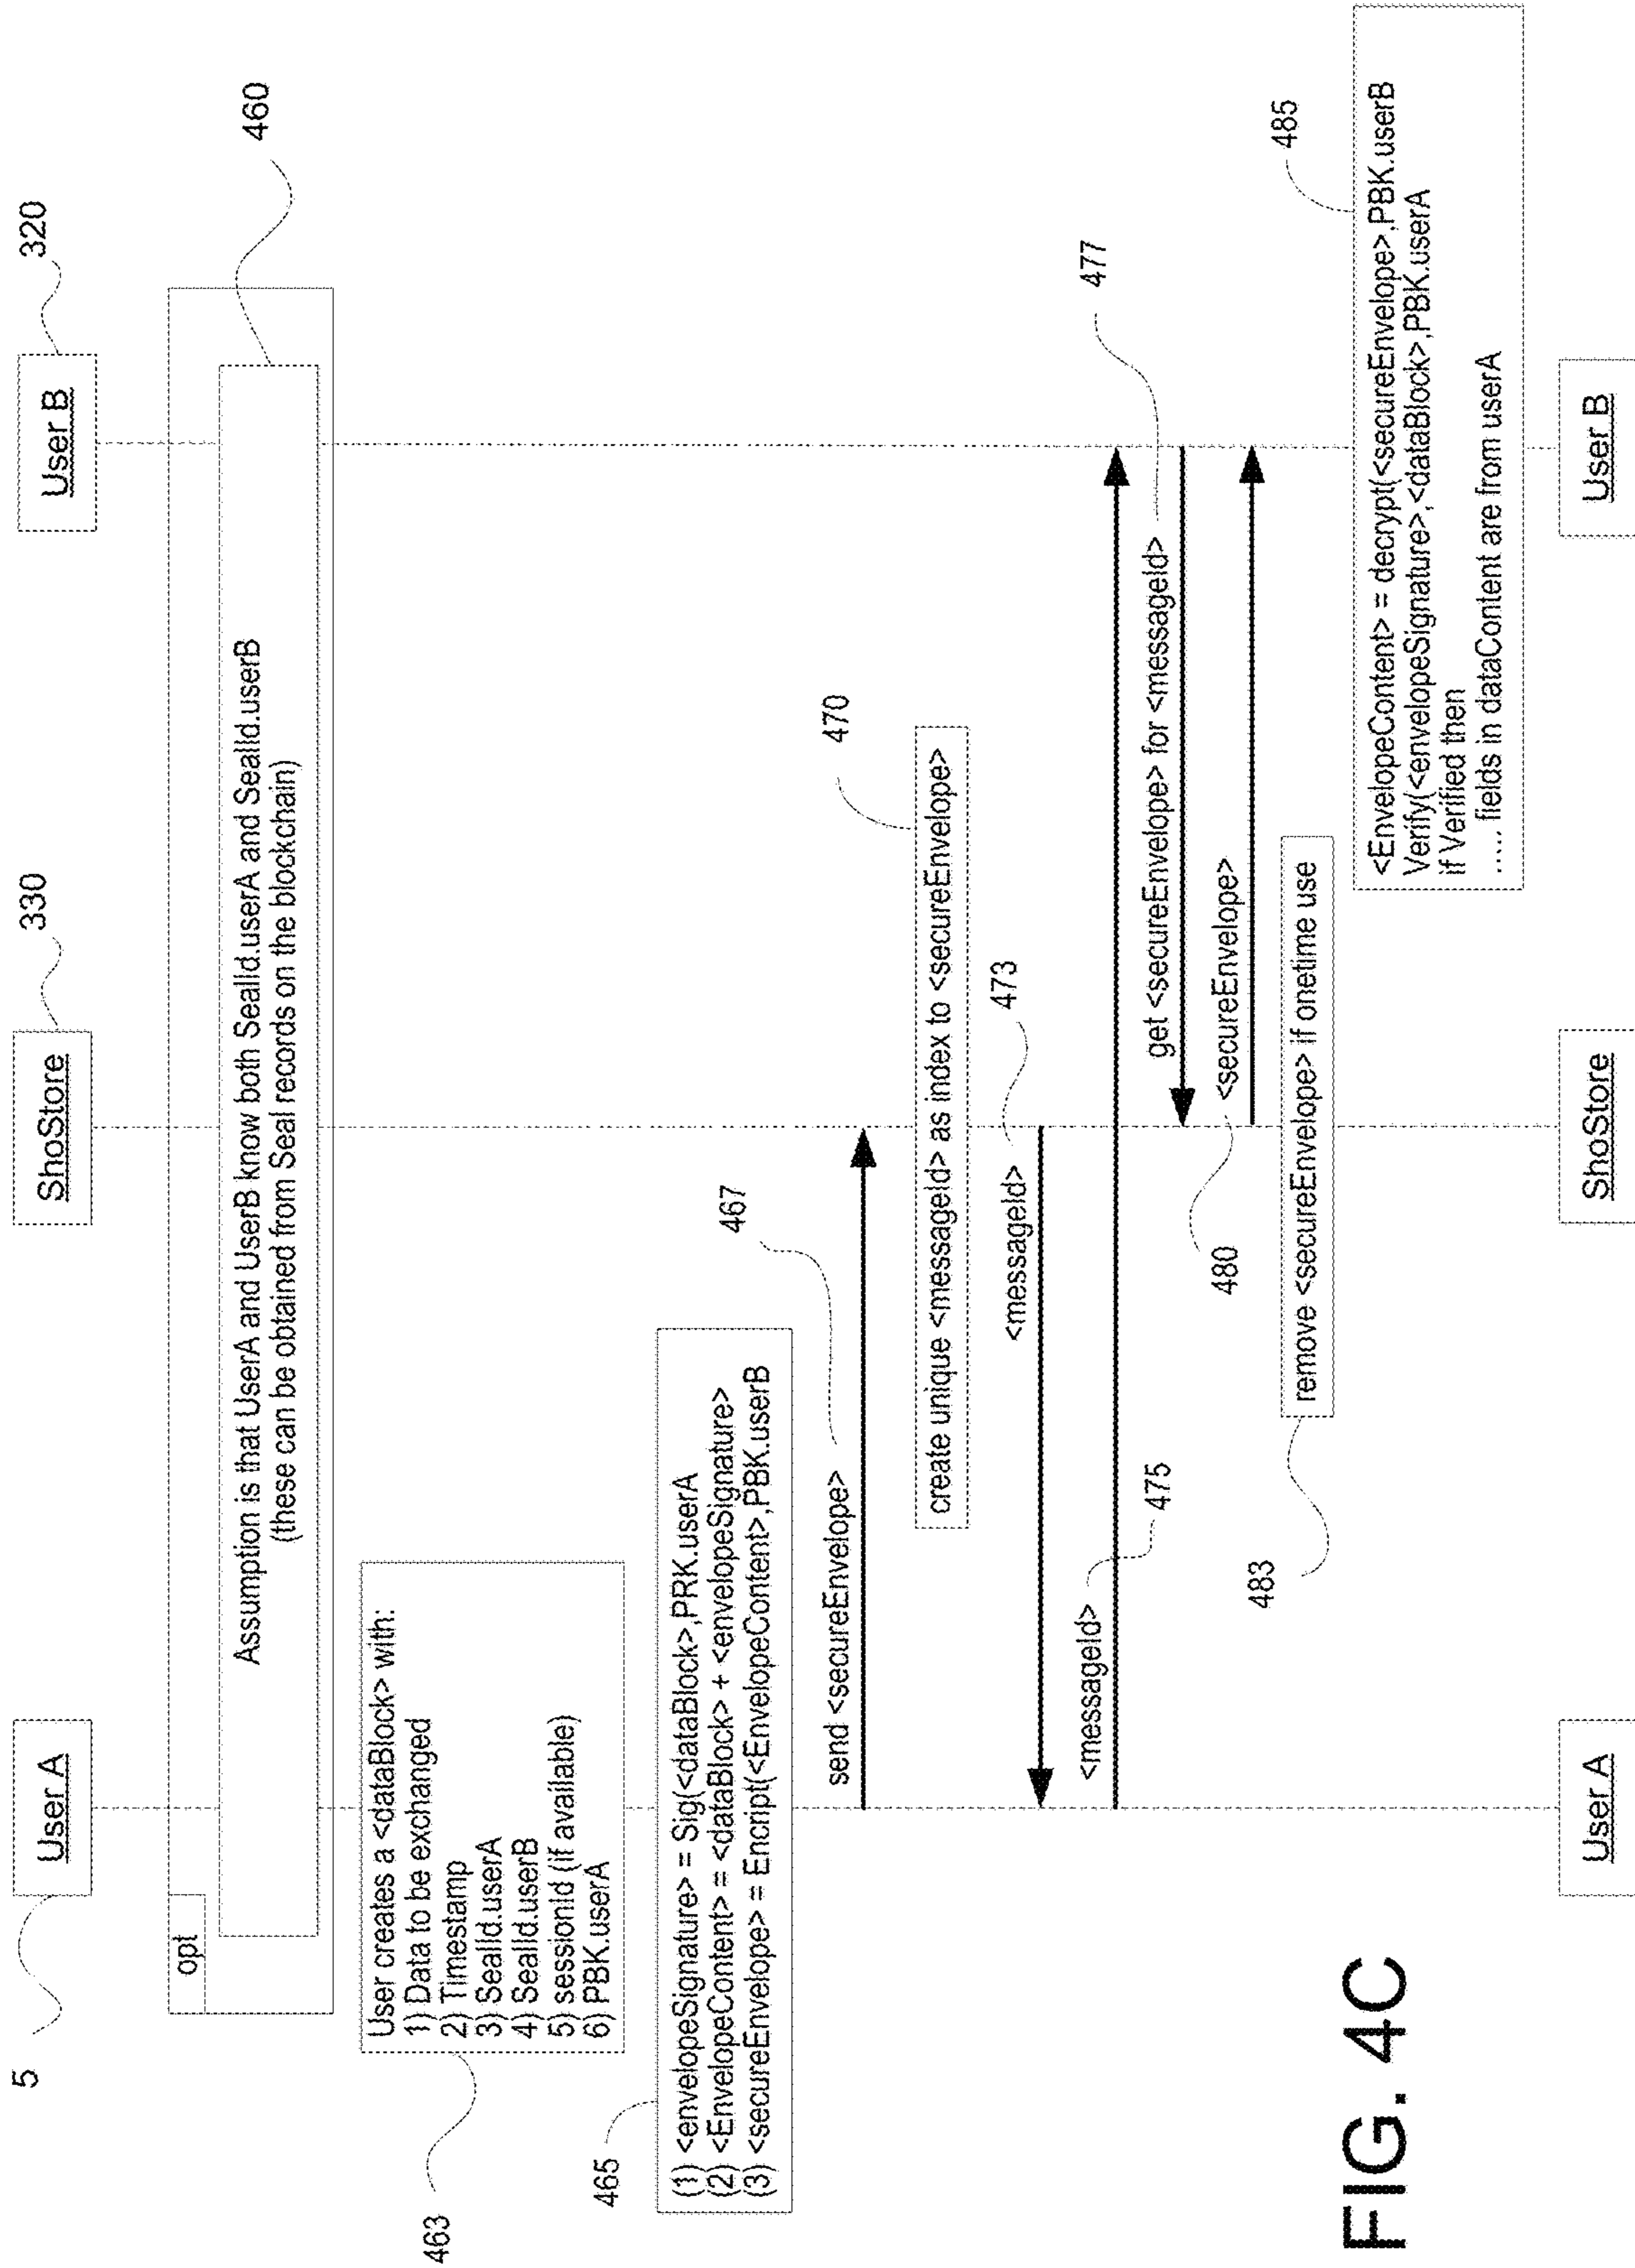 5
User A
330
ShoStore
320
User B
opt
460
Assumption is that UserA and UserB know both SealId.userA and SealId.userB
(these can be obtained from Seal records on the blockchain)
463
User creates a <dataBlock> with:
1) Data to be exchanged
2) Timestamp
3) SealId.userA
4) SealId.userB
5) sessionId (if available)
6) PBK.userA
465
(1) <envelopeSignature> = Sig(<dataBlock>,PRK.userA
(2) <EnvelopeContent> = <dataBlock> + <envelopeSignature>
(3) <secureEnvelope> = Encript(<EnvelopeContent>,PBK.userB
467
send <secureEnvelope>
470
create unique <messageId> as index to <secureEnvelope>
473
<messageId>
475
<messageId>
477
get <secureEnvelope> for <messageId>
480
<secureEnvelope>
483
remove <secureEnvelope> if onetime use
485
<EnvelopeContent> = decrypt(<secureEnvelope>,PBK.userB
Verify(<envelopeSignature>,<dataBlock>,PBK.userA
if Verified then
..... fields in dataContent are from userA
User A
ShoStore
User B
FIG. 4C